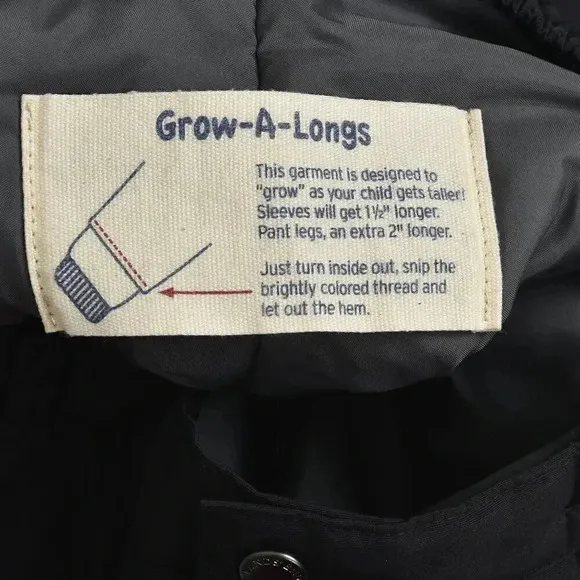 Grow-A-Longs
This garment is designed to
"grow" as your child gets taller!
Sleeves will get 1½" longer.
Pant legs, an extra 2" longer.
Just turn inside out, snip the
brightly colored thread and
let out the hem.